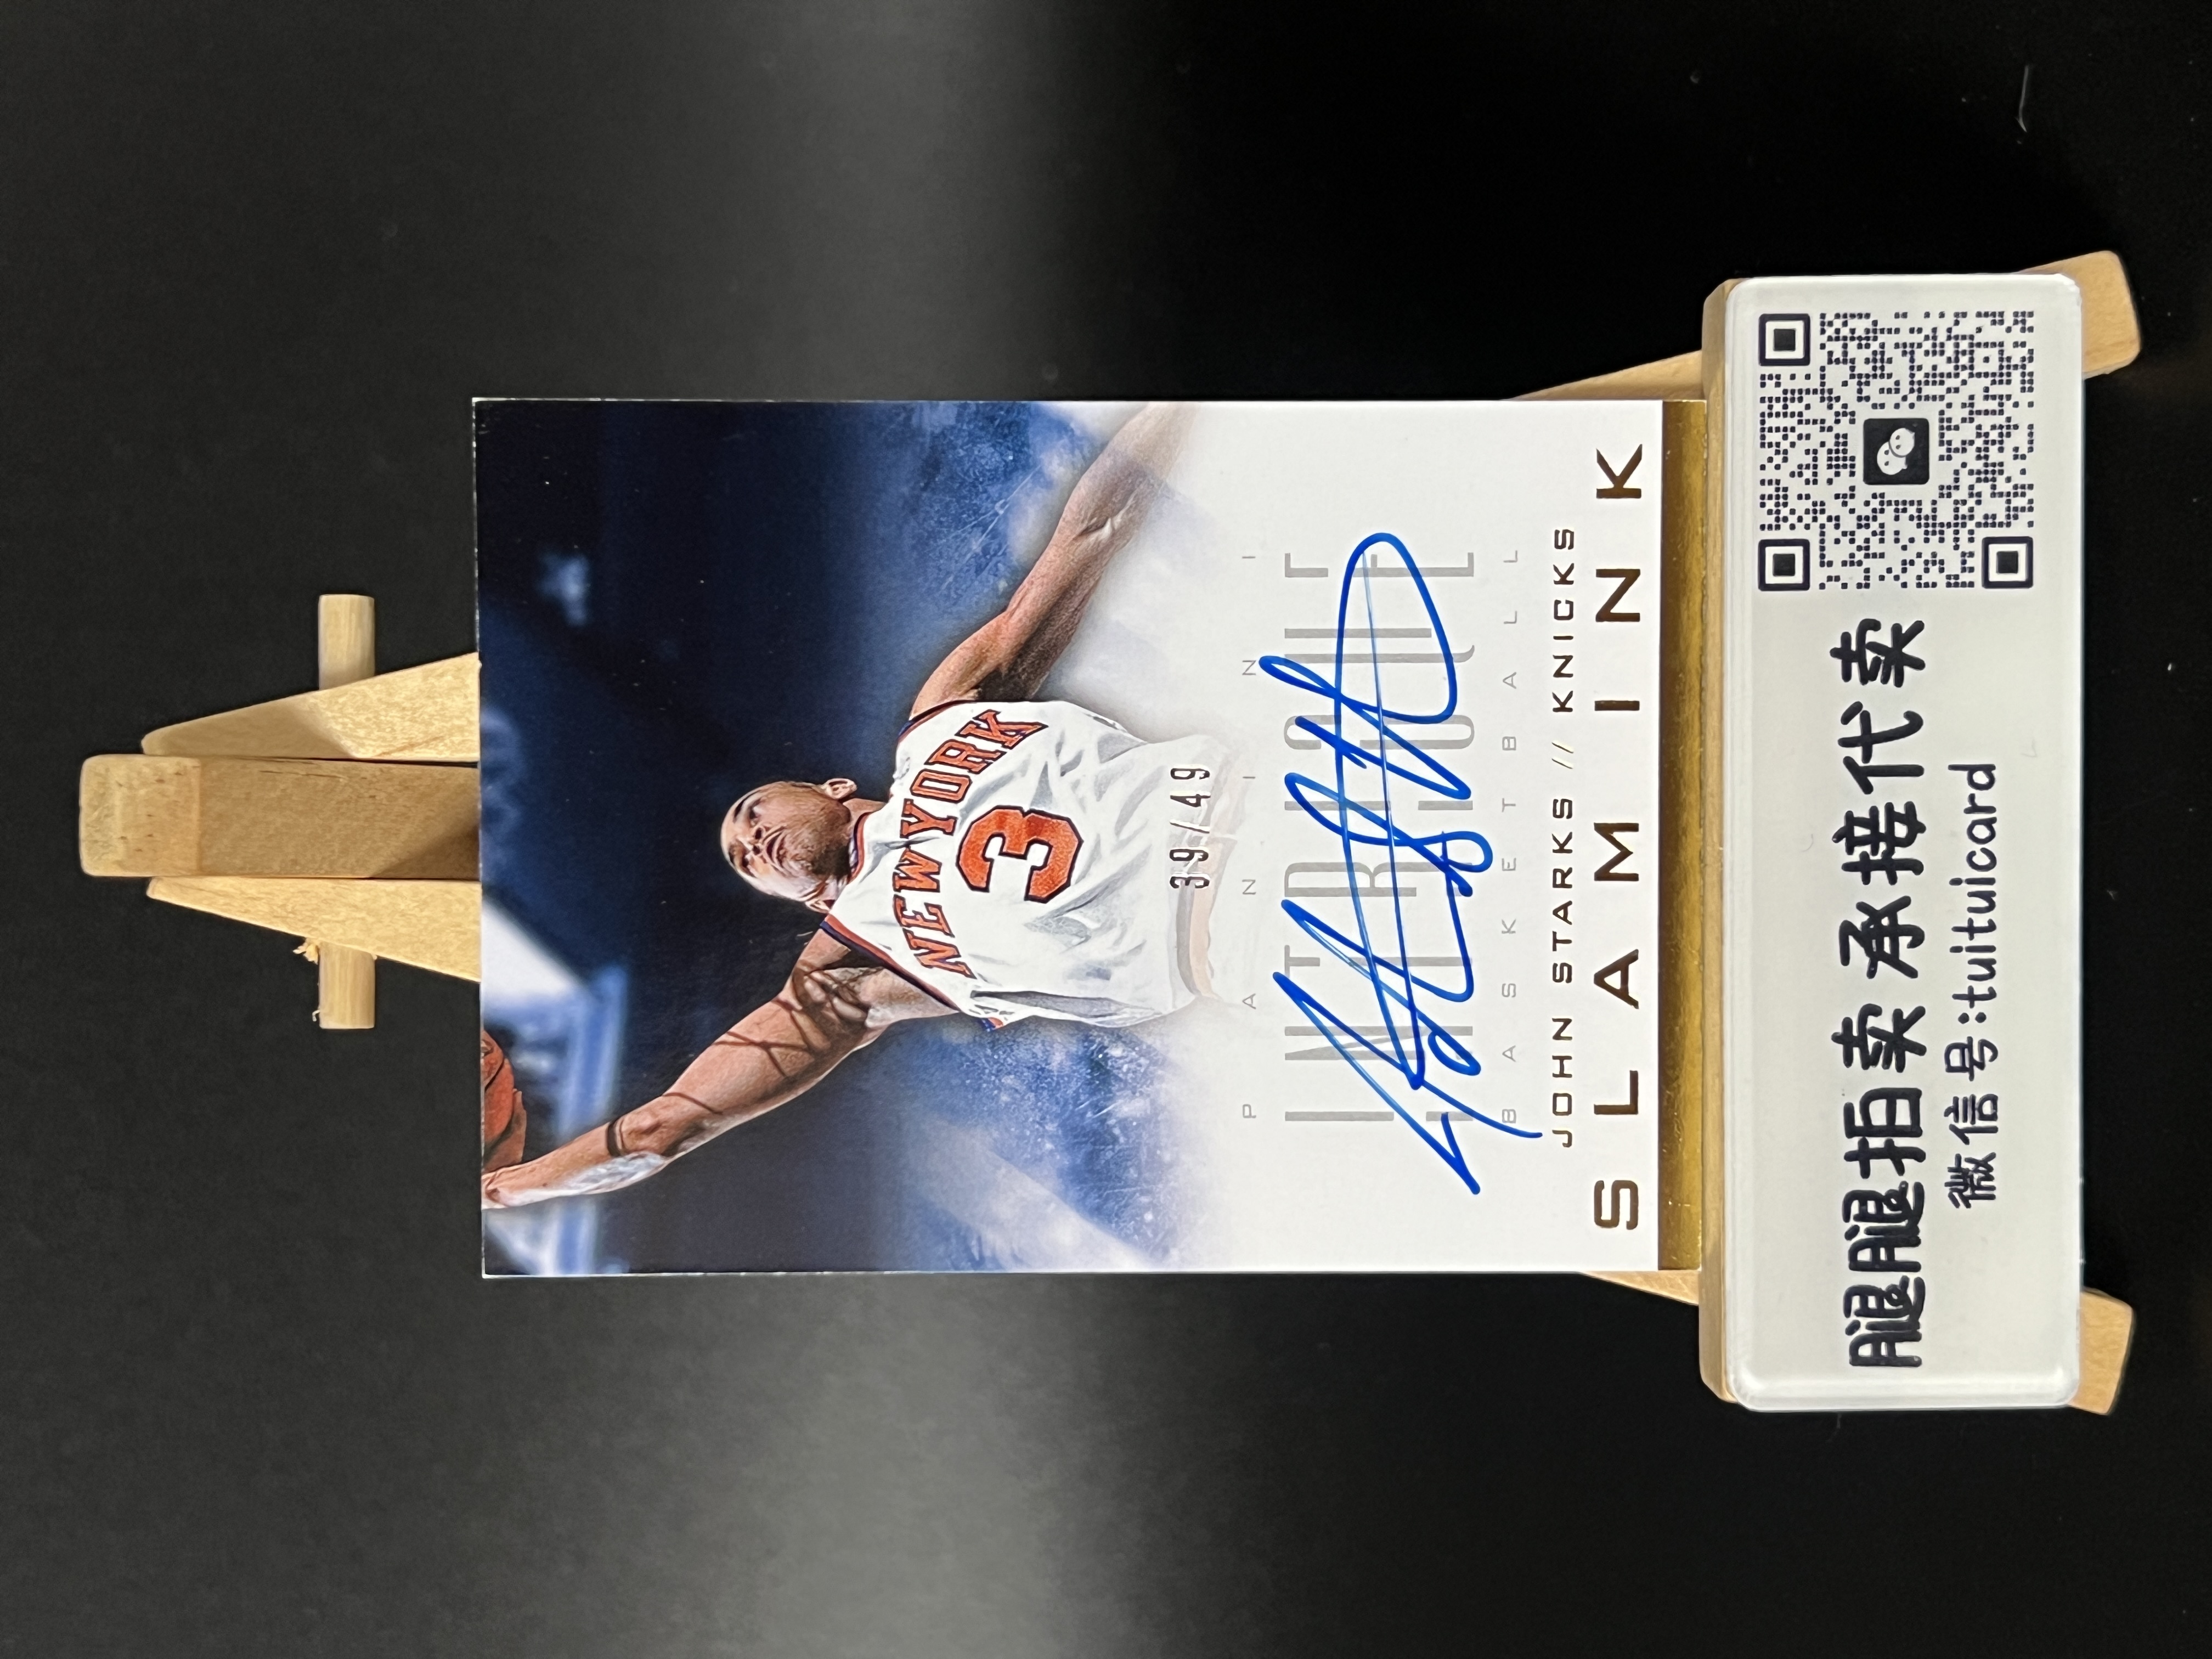 NEW YORK
3
39/49
PANINI
INTRIGUE
BASKETBALL
JOHN STARKS // KNICKS
SLAM INK
腿腿拍卖承接代卖
微信号:tuituicard